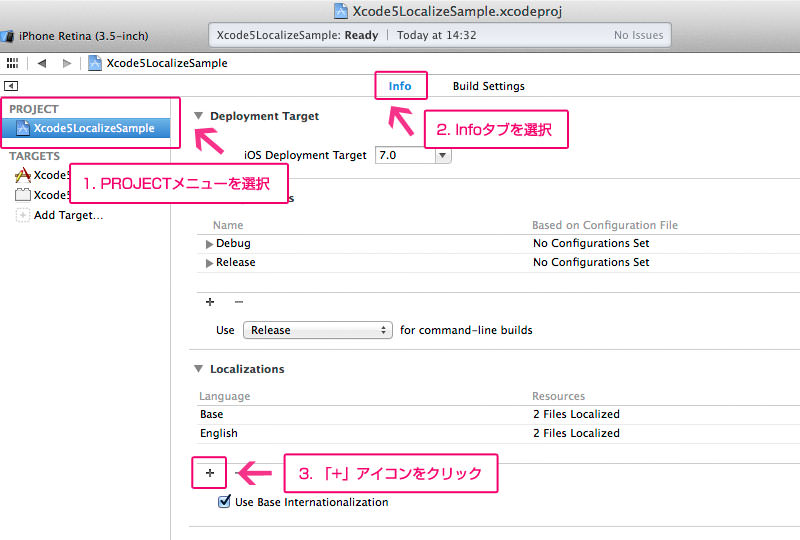 Xcode5LocalizeSample.xcodeproj
iPhone Retina (3.5-inch)
Xcode5LocalizeSample: Ready | Today at 14:32
No Issues
Xcode5LocalizeSample
Info
Build Settings
PROJECT
Xcode5LocalizeSample
Deployment Target
2. Infoタブを選択
iOS Deployment Target 7.0
TARGETS
Xcode5
1. PROJECTメニューを選択
Xcode5
Add Target...
Name Based on Configuration File
Debug No Configurations Set
Release No Configurations Set
+ −
Use Release for command-line builds
Localizations
Language Resources
Base 2 Files Localized
English 2 Files Localized
+
3. 「+」アイコンをクリック
Use Base Internationalization